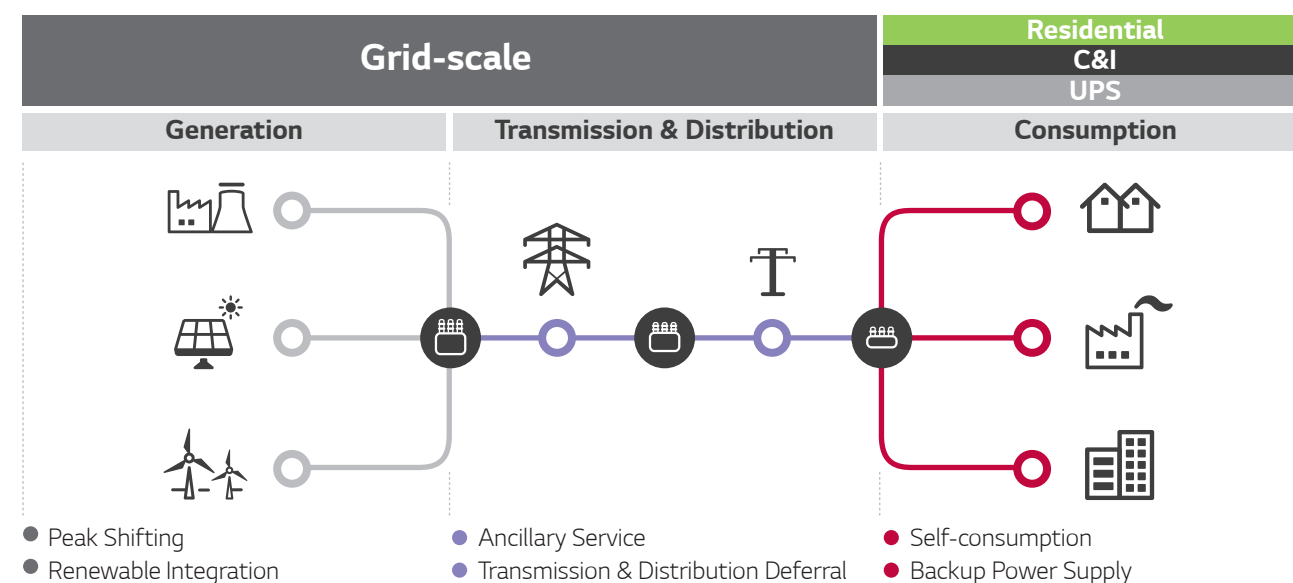 Grid-scale
Residential
C&I
UPS
Generation
Transmission & Distribution
Consumption
Peak Shifting
Renewable Integration
Ancillary Service
Transmission & Distribution Deferral
Self-consumption
Backup Power Supply